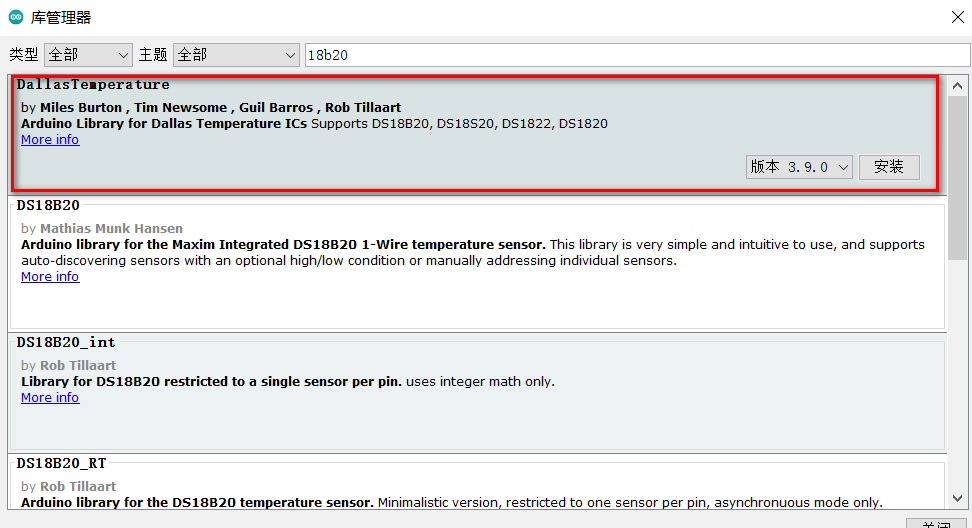 库管理器
类型 全部 主题 全部 18b20
DallasTemperature
by Miles Burton , Tim Newsome , Guil Barros , Rob Tillaart
Arduino Library for Dallas Temperature ICs Supports DS18B20, DS18S20, DS1822, DS1820
More info
版本 3.9.0 安装
DS18B20
by Mathias Munk Hansen
Arduino library for the Maxim Integrated DS18B20 1-Wire temperature sensor. This library is very simple and intuitive to use, and supports
auto-discovering sensors with an optional high/low condition or manually addressing individual sensors.
More info
DS18B20_int
by Rob Tillaart
Library for DS18B20 restricted to a single sensor per pin. uses integer math only.
More info
DS18B20_RT
by Rob Tillaart
Arduino library for the DS18B20 temperature sensor. Minimalistic version, restricted to one sensor per pin, asynchronuous mode only.
关闭